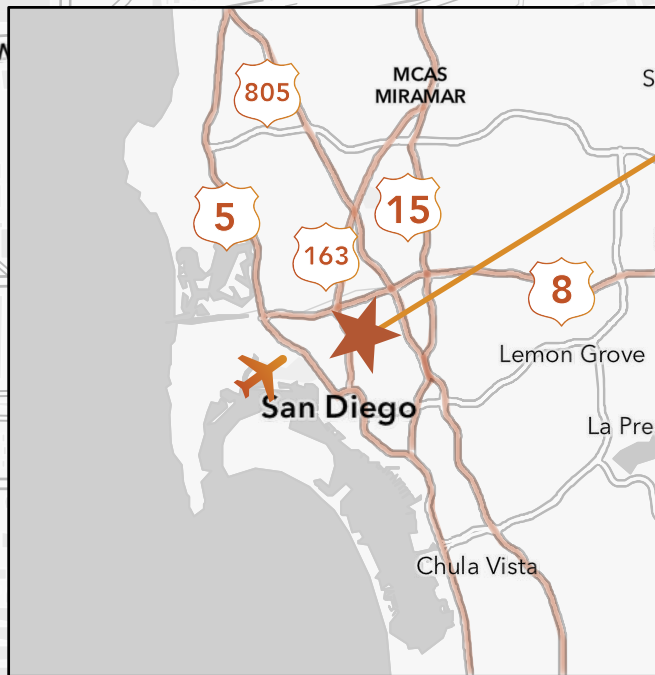 805
MCAS
MIRAMAR
5
15
163
8
Lemon Grove
San Diego
La Pre
Chula Vista